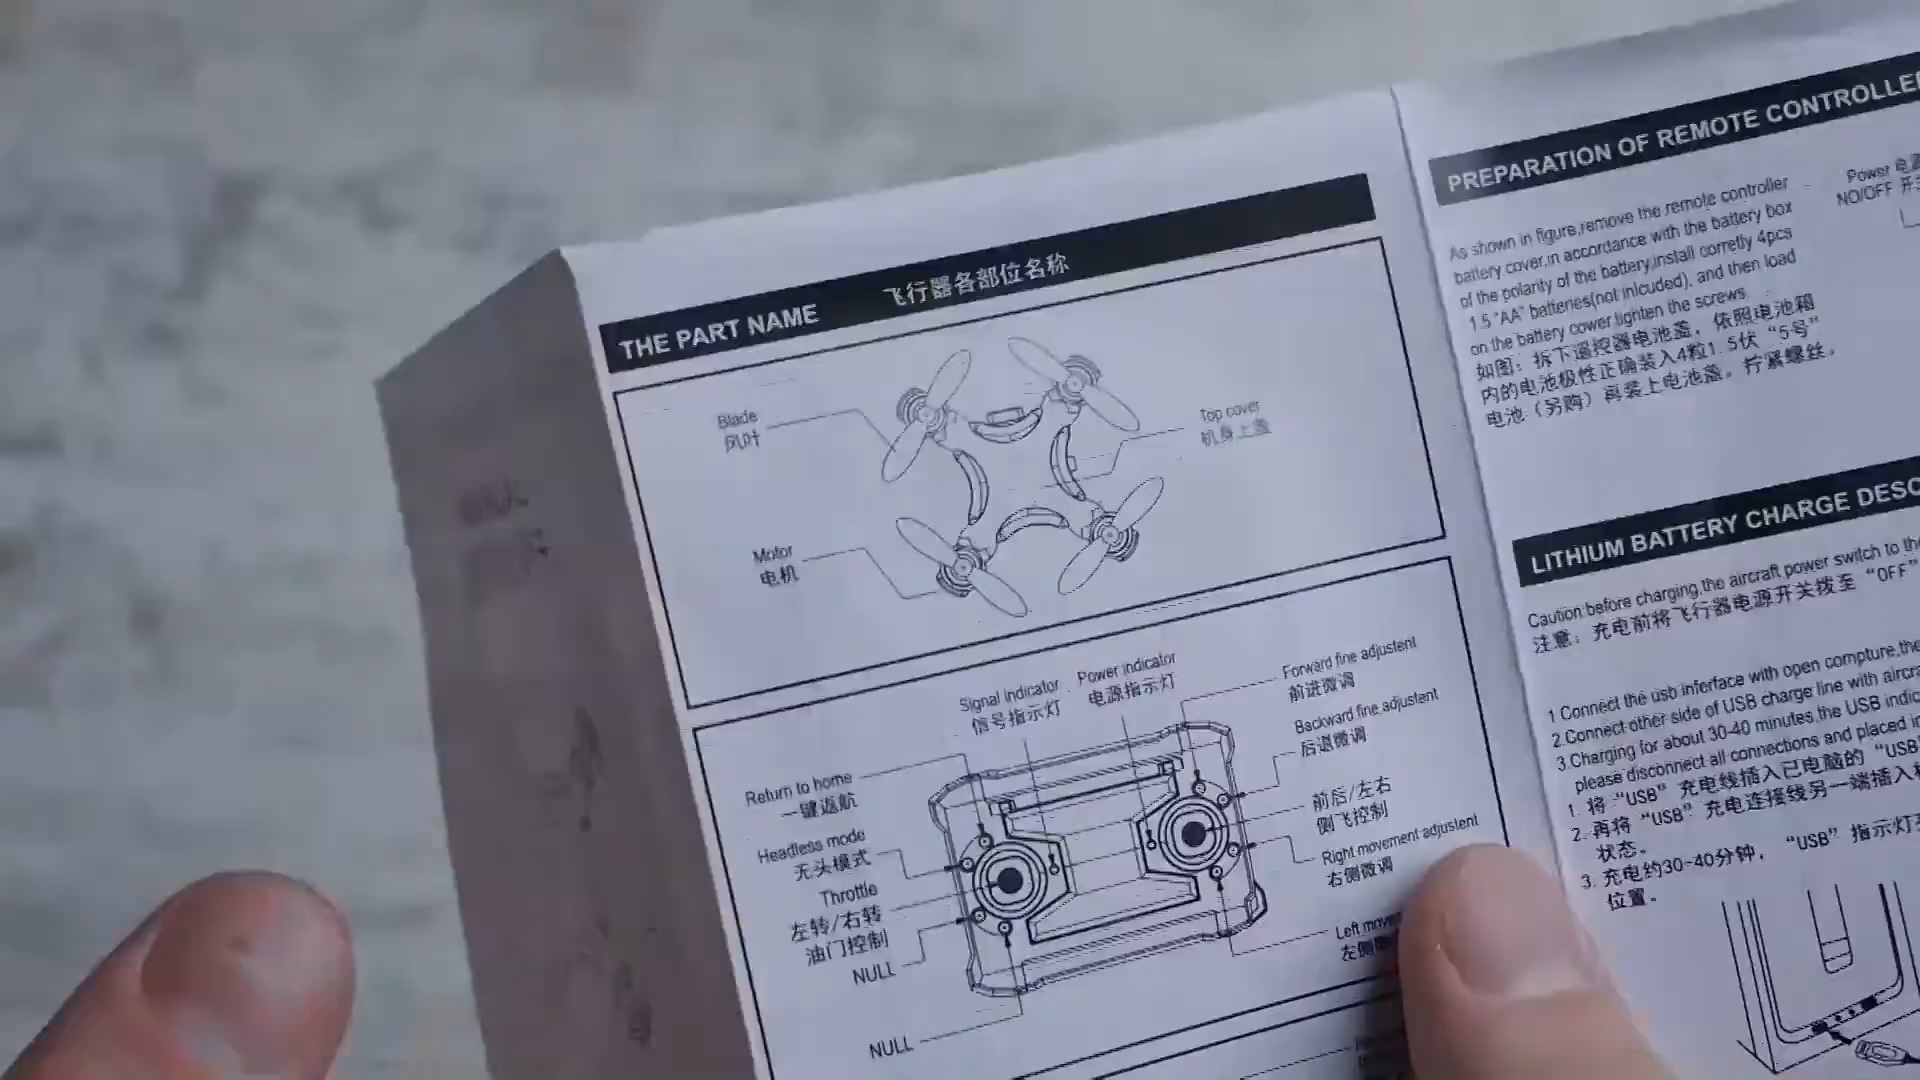 THE PART NAME 飞行器各部位名称
Blade
风叶
Top cover
机身上盖
Motor
电机
Signal indicator
信号指示灯
Power indicator
电源指示灯
Forward fine adjustent
前进微调
Backward fine adjustent
后退微调
Return to home
一键返航
前后/左右
侧飞控制
Headless mode
无头模式
Right movement adjustent
右侧微调
Throttle
左转/右转
油门控制
Left
左侧
NULL
NULL
PREPARATION OF REMOTE CONTROLLER
As shown in figure,remove the remote controller
battery cover,in accordance with the battery box
of the polarity of the battery,install corretly 4pcs
1.5 "AA" batteries(not inlcuded), and then load
on the battery cower tighten the screws
如图：拆下遥控器电池盖，依照电池箱
内的电池极性正确装入4粒1.5伏 “5号”
电池（另购）再装上电池盖。拧紧螺丝。
Power 电
NO/OFF 开
LITHIUM BATTERY CHARGE
Caution:before charging,the aircraft power switch to
注意：充电前将飞行器电源开关拨至 “OFF”
1 Connect the usb inferface with open compture,the
2.Connect other side of USB charge line with
3.Charging for about 30-40 minutes,the USB
please disconnect all connections and placed
1. 将 “USB” 充电线插入已电脑的 “USB
2. 再将 “USB” 充电连接线另一端插入
状态。
3. 充电约30-40分钟， “USB” 指示灯
位置。